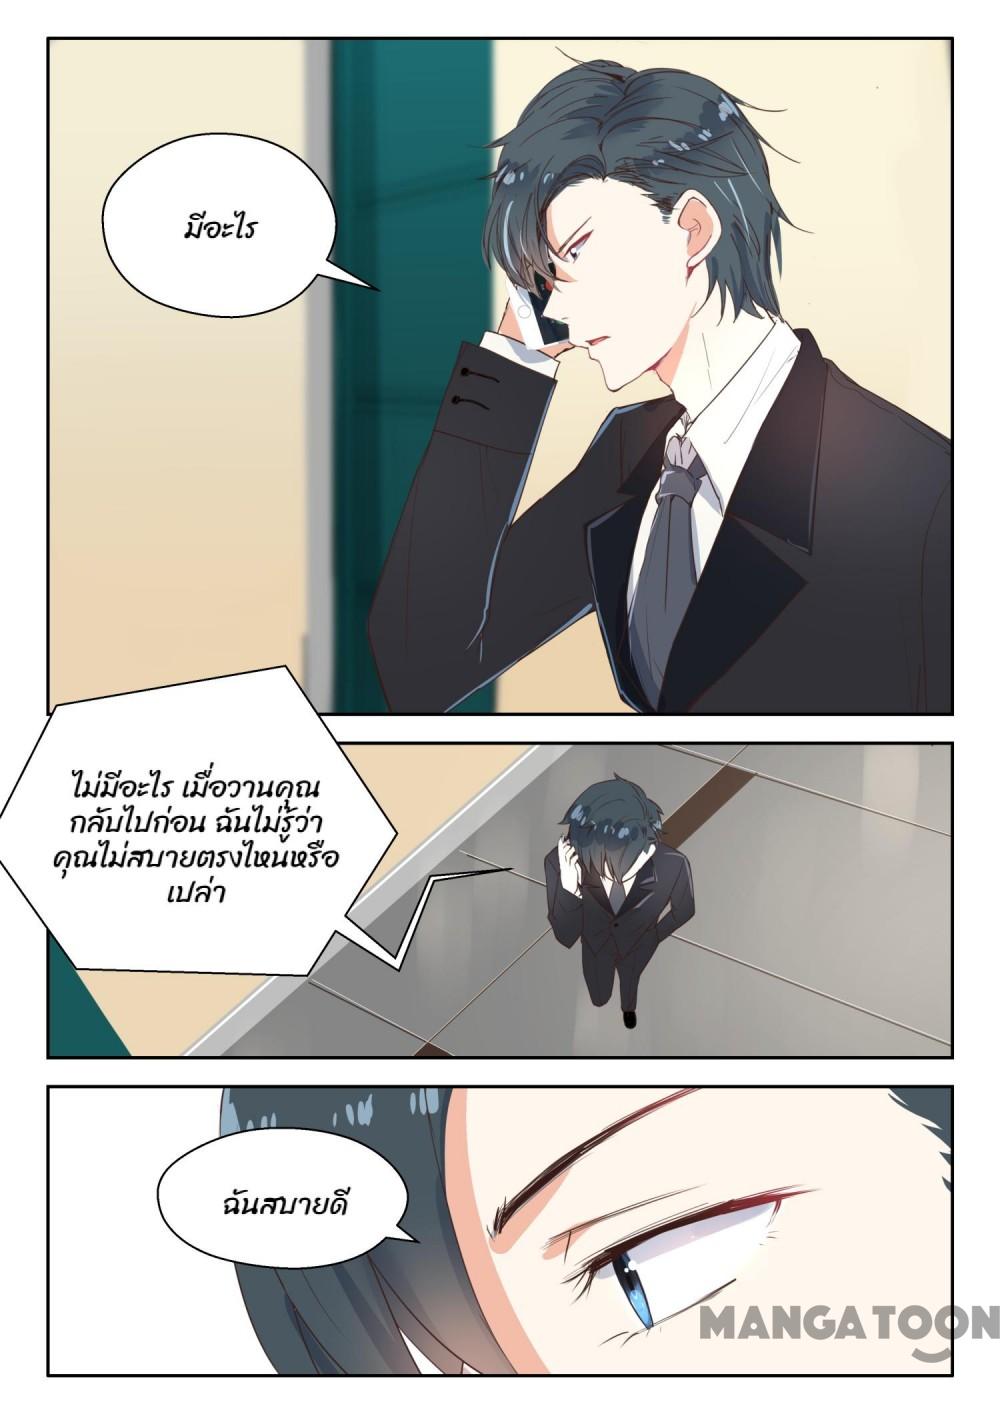 มีอะไร
ไม่มีอะไร เมื่อวานคุณ
กลับไปก่อน ฉันไม่รู้ว่า
คุณไม่สบายตรงไหนหรือ
เปล่า
ฉันสบายดี
MANGATOON